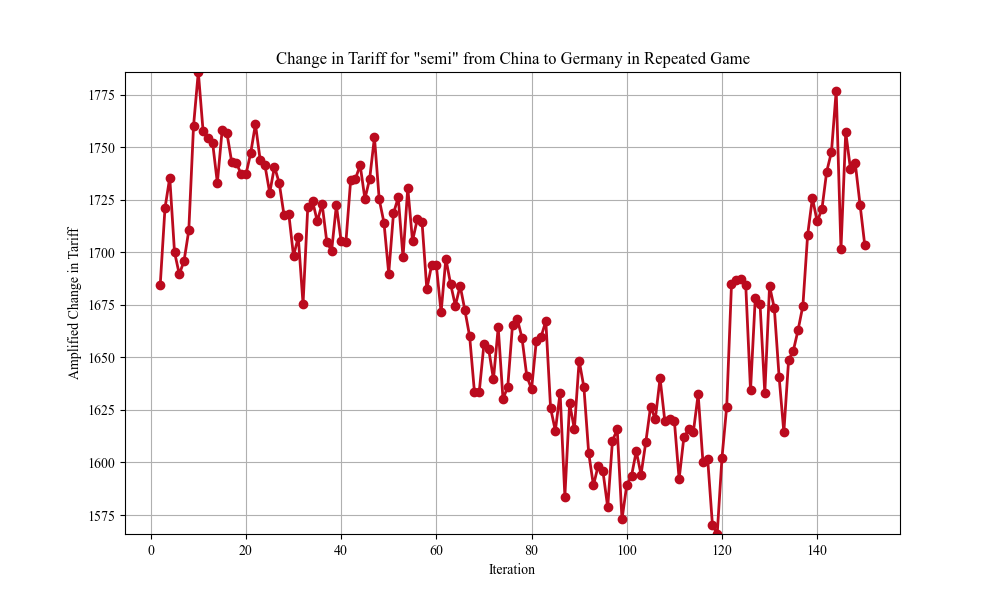 Change in Tariff for "semi" from China to Germany in Repeated Game
Amplified Change in Tariff
1775
1750
1725
1700
1675
1650
1625
1600
1575
0 20 40 60 80 100 120 140
Iteration